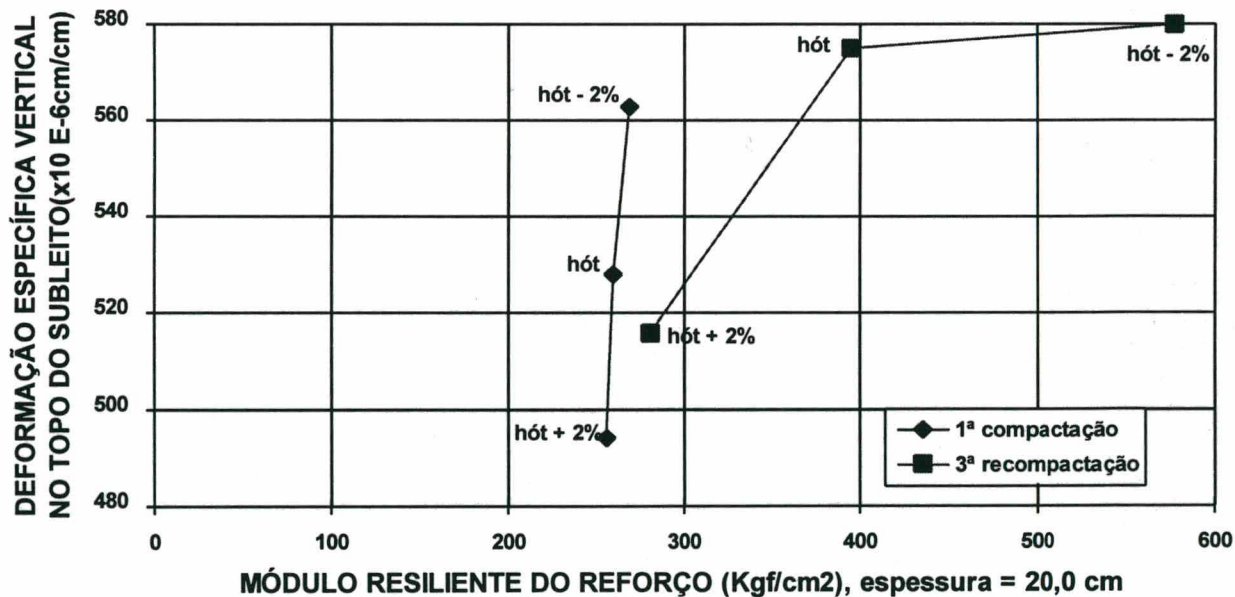 DEFORMAÇÃO ESPECÍFICA VERTICAL
NO TOPO DO SUBLEITO(x10 E-6cm/cm)
580
560
540
520
500
480
hót - 2%
hót
hót + 2%
hót
hót - 2%
hót + 2%
1ª compactação
3ª recompactação
0
100
200
300
400
500
600
MÓDULO RESILIENTE DO REFORÇO (Kgf/cm2), espessura = 20,0 cm